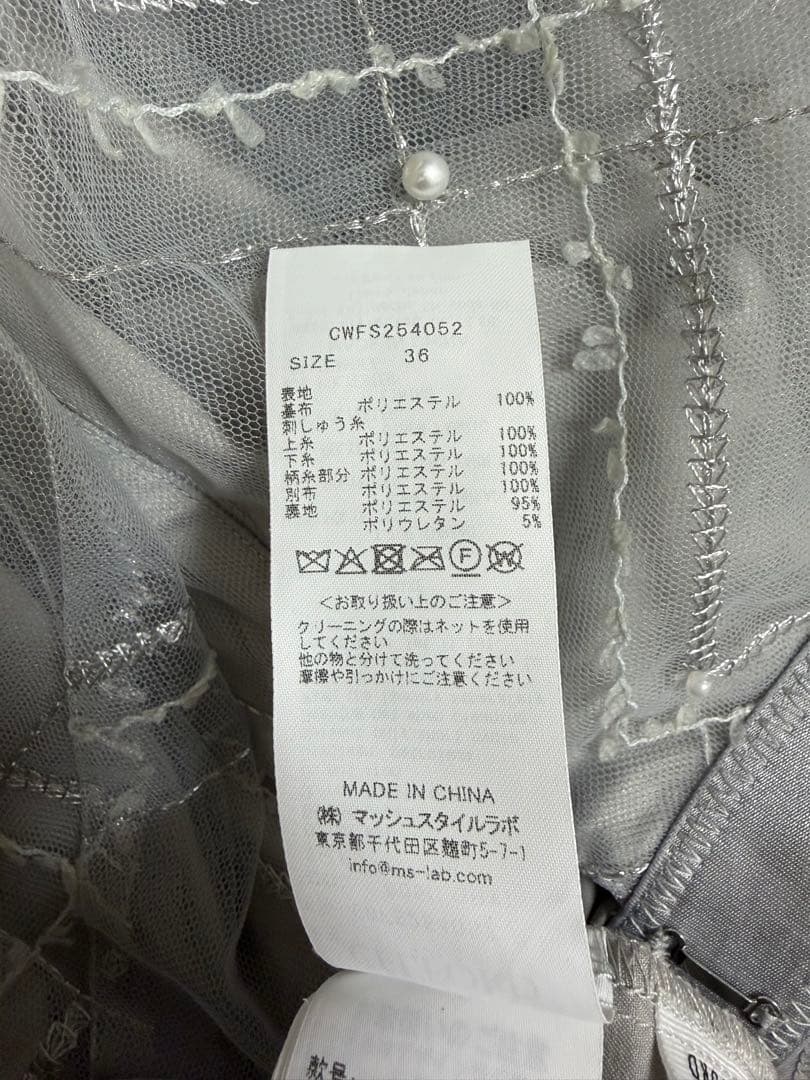 CWFS254052
SIZE 36
表地
基布 ポリエステル 100%
刺しゅう糸
上糸 ポリエステル 100%
下糸 ポリエステル 100%
柄糸部分 ポリエステル 100%
別布 ポリエステル 100%
裏地 ポリエステル 95%
ポリウレタン 5%
F
W
<お取り扱い上のご注意>
クリーニングの際はネットを使用
してください
他の物と分けて洗ってください
摩擦や引っかけにご注意ください
MADE IN CHINA
(株) マッシュスタイルラボ
東京都千代田区麹町5-7-1
info@ms-lab.com
款号